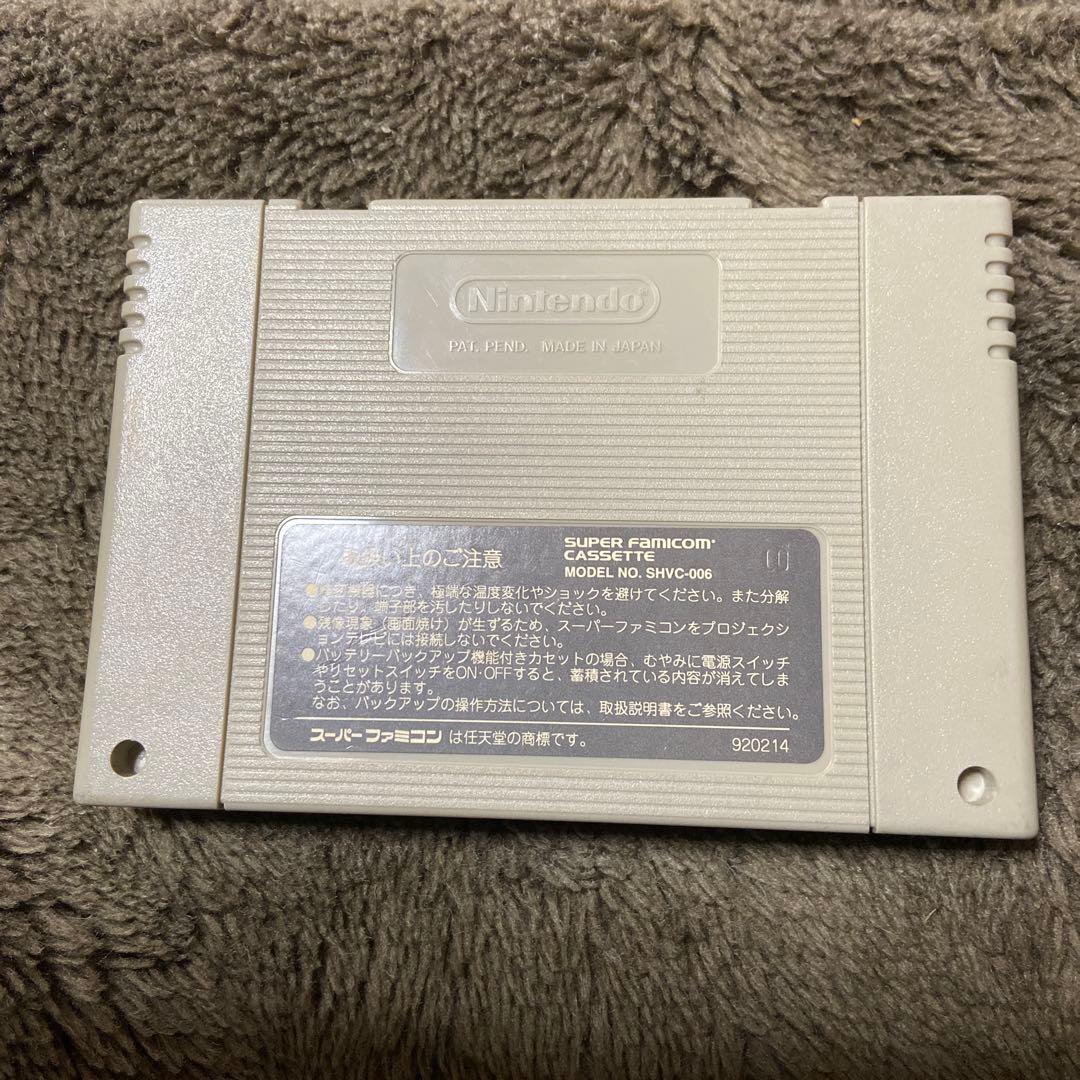 Nintendo®
PAT. PEND. MADE IN JAPAN
上のご注意
SUPER FAMICOM®
CASSETTE
MODEL NO. SHVC-006
につき、極端な温度変化やショックを避けてください。また分解
したり、端子部を汚したりしないでください。
●残像現象（画面焼け）が生ずるため、スーパーファミコンをプロジェクシ
ョンテレビには接続しないでください。
●バッテリーバックアップ機能付きカセットの場合、むやみに電源スイッチ
やリセットスイッチをON・OFFすると、蓄積されている内容が消えてしま
うことがあります。
なお、バックアップの操作方法については、取扱説明書をご参照ください。
スーパーファミコン は任天堂の商標です。
920214